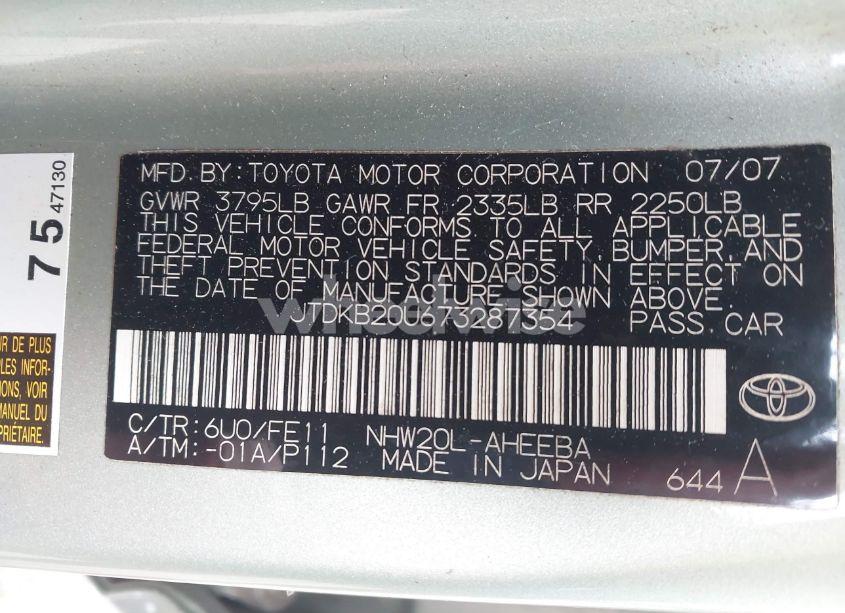 75
47130
UR DE PLUS
PLES INFOR-
IONS, VOIR
MANUEL DU
PRIÉTAIRE.
MFD. BY: TOYOTA MOTOR CORPORATION 07/07
GVWR 3795LB GAWR FR 2335LB RR 2250LB
THIS VEHICLE CONFORMS TO ALL APPLICABLE
FEDERAL MOTOR VEHICLE SAFETY, BUMPER, AND
THEFT PREVENTION STANDARDS IN EFFECT ON
THE DATE OF MANUFACTURE SHOWN ABOVE.
JTDKB20U673287354 PASS. CAR
C/TR: 6U0/FE11 NHW20L-AHEEBA
A/TM: -01A/P112 MADE IN JAPAN
644 A